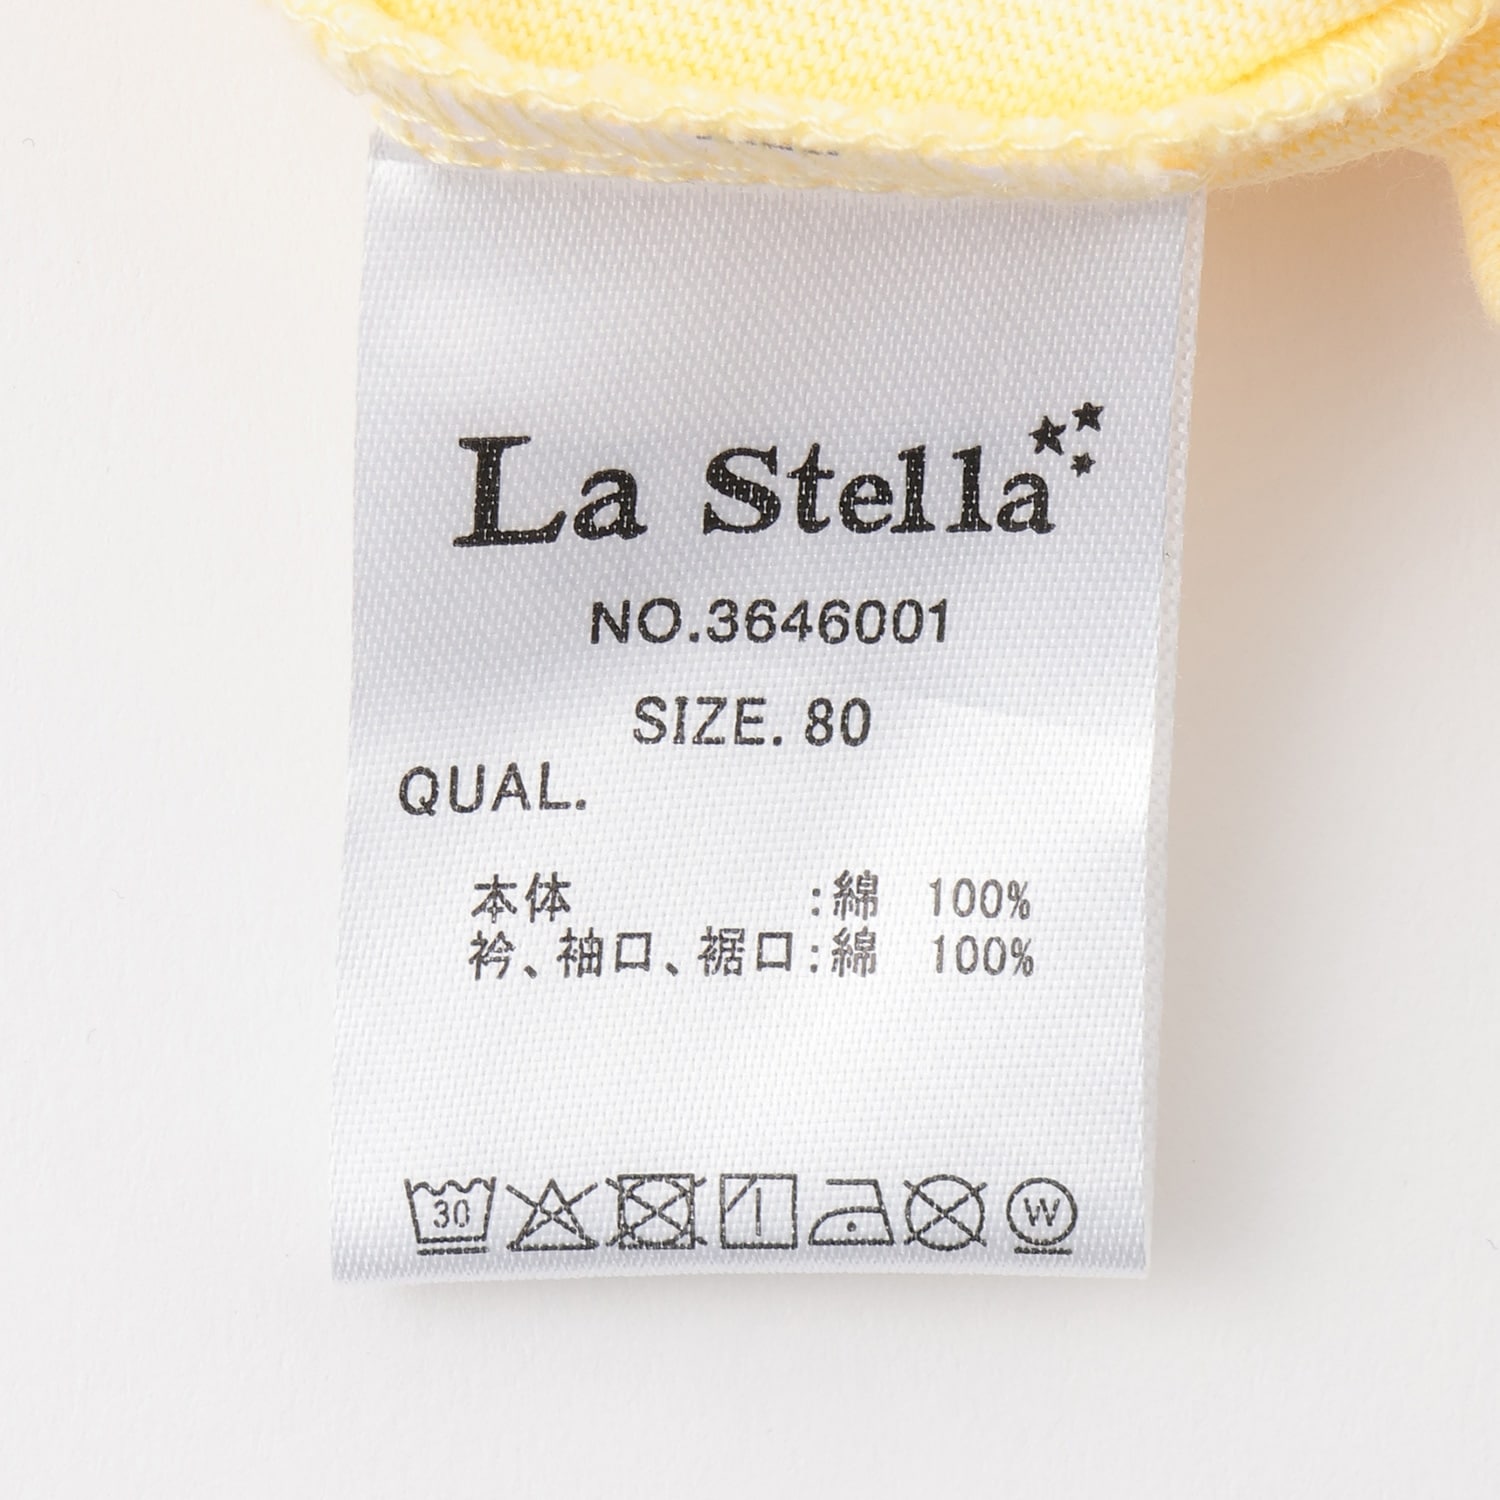 La Stella
NO.3646001
SIZE. 80
QUAL.
本体 :綿 100%
衿、袖口、裾口:綿 100%
30 W